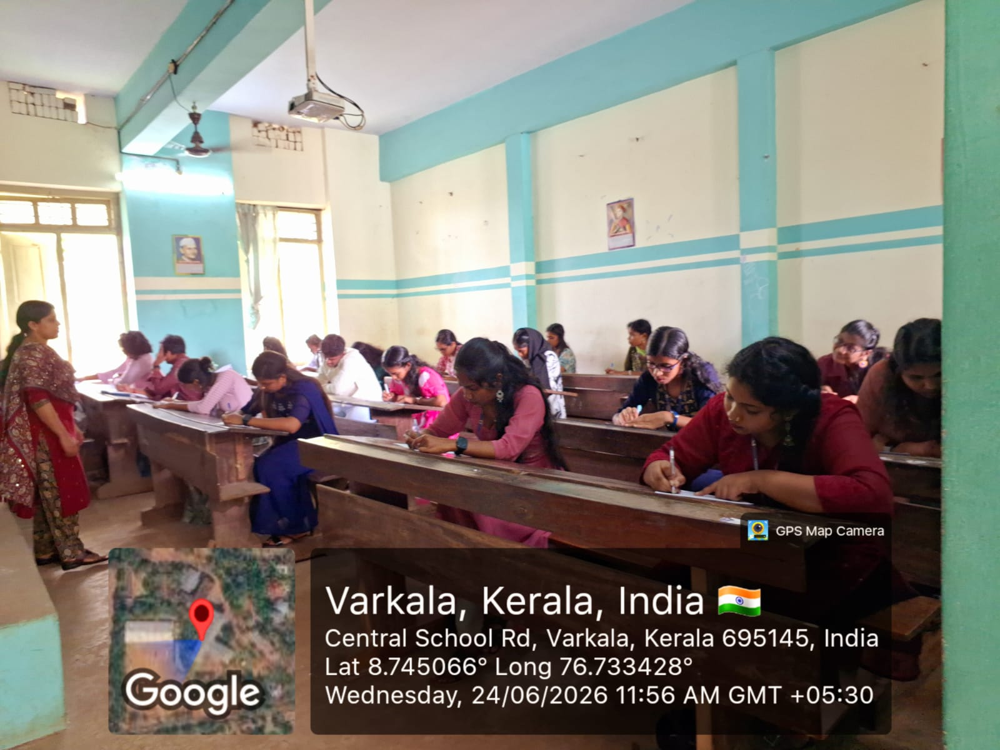 GPS Map Camera
Varkala, Kerala, India
Central School Rd, Varkala, Kerala 695145, India
Lat 8.745066° Long 76.733428°
Wednesday, 24/06/2026 11:56 AM GMT +05:30
Google